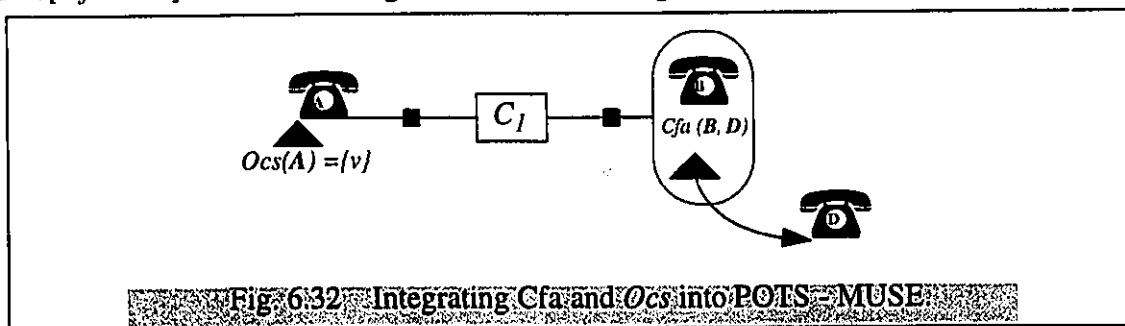 A
C1
B
Cfa (B, D)
Ocs(A) ={v}
D
Fig. 6.32 Integrating Cfa and Ocs into POTS - MUSE.